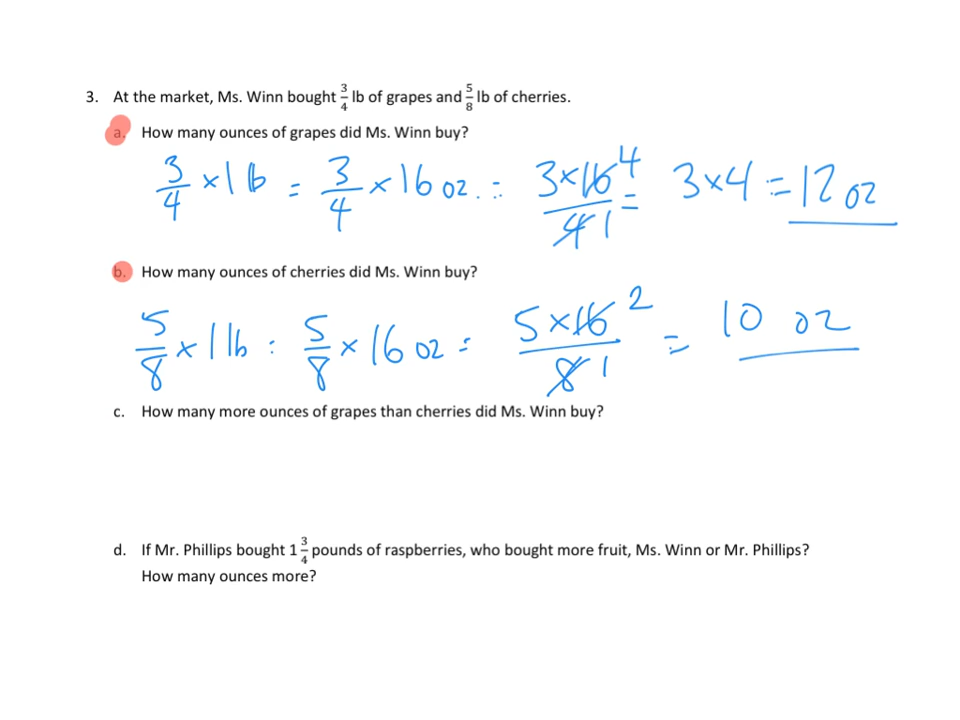 3. At the market, Ms. Winn bought 3/4 lb of grapes and 5/8 lb of cherries.
a. How many ounces of grapes did Ms. Winn buy?
3/4 × 1 lb = 3/4 × 16 oz. = 3×16 4 / 4 1 = 3×4 = 12 oz
b. How many ounces of cherries did Ms. Winn buy?
5/8 × 1 lb = 5/8 × 16 oz = 5×16 2 / 8 1 = 10 oz
c. How many more ounces of grapes than cherries did Ms. Winn buy?
d. If Mr. Phillips bought 1 3/4 pounds of raspberries, who bought more fruit, Ms. Winn or Mr. Phillips?
How many ounces more?